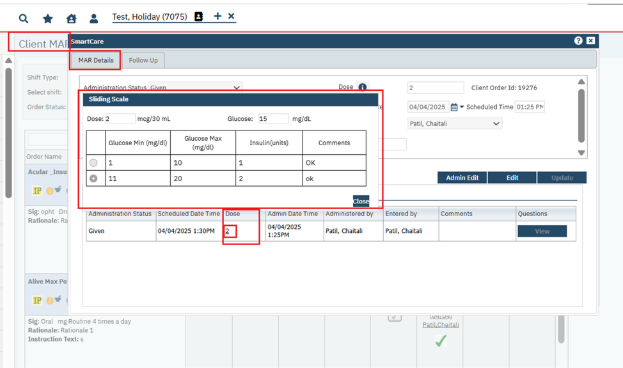 Test, Holiday (7075)
Client MAR
SmartCare
MAR Details
Follow Up
Shift Type:
Select shift:
Order Status:
Administration Status Given
Dose
2
Client Order Id: 19276
04/04/2025
Scheduled Time 01:25 PM
Patil, Chaitali
Sliding Scale
Dose: 2 mcg/30 mL
Glucose: 15 mg/dL
Glucose Min (mg/dl)
Glucose Max (mg/dl)
Insulin(units)
Comments
1
10
1
OK
11
20
2
ok
Close
Admin Edit
Edit
Update
Order Name
Acular _Insu
IP
Sig: opht
Rationale: Ra
Administration Status
Scheduled Date Time
Dose
Admin Date Time
Administered by
Entered by
Comments
Questions
Given
04/04/2025 1:30PM
2
04/04/2025 1:25PM
Patil, Chaitali
Patil, Chaitali
View
Alive Max Pe
IP
Sig: Oral mg Routine 4 times a day
Rationale: Rationale 1
Instruction Text: s
Patil,Chaitali